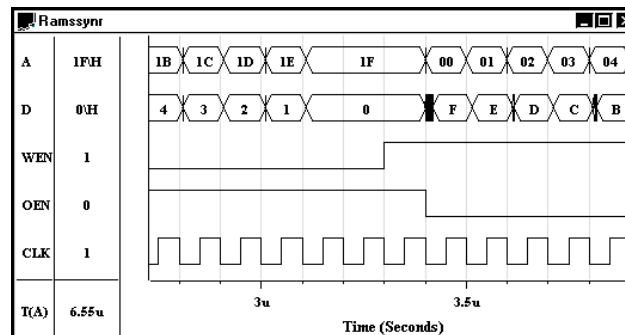 Ramssynr
A 1F\H 1B 1C 1D 1E 1F 00 01 02 03 04
D 0\H 4 3 2 1 0 F E D C B
WEN 1
OEN 0
CLK 1
3u 3.5u
T(A) 6.55u
Time (Seconds)